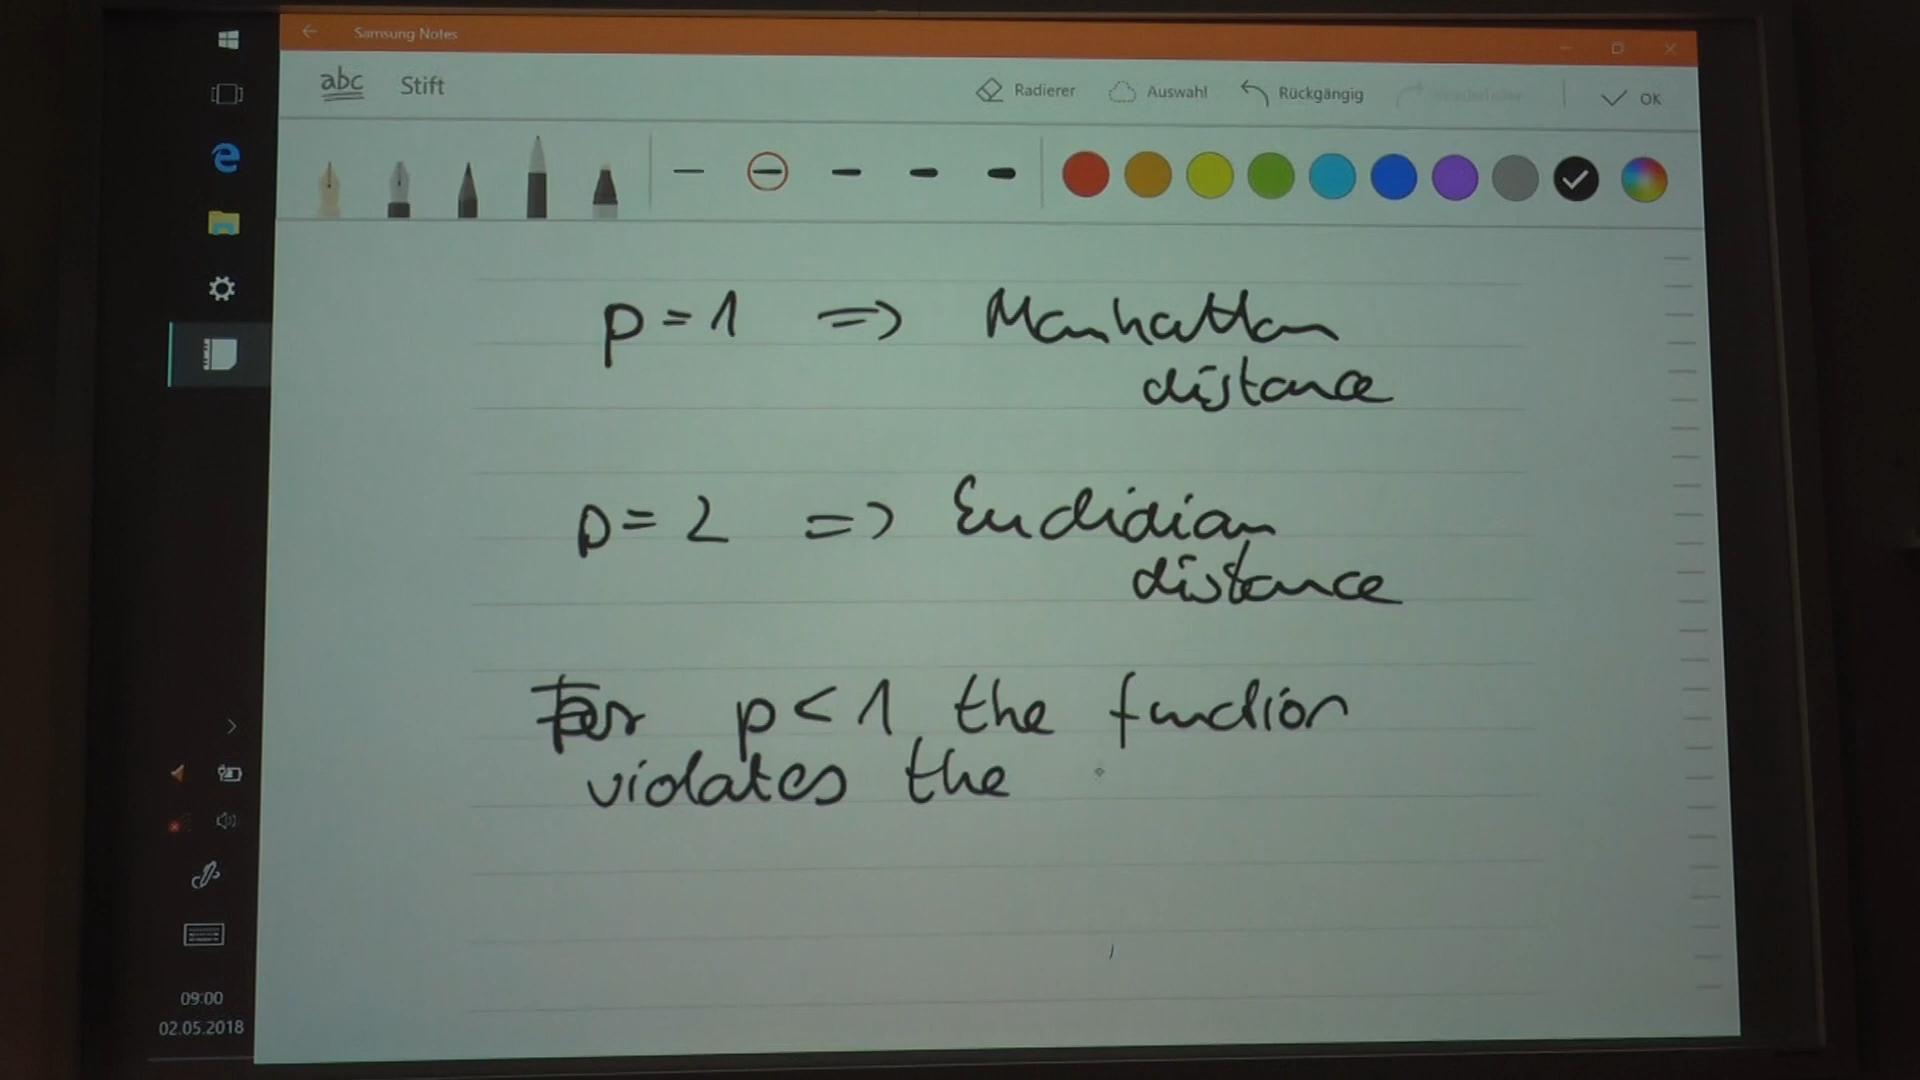 Samsung Notes
abc Stift Radierer Auswahl Rückgängig OK
p = 1 => Manhattan
distance
p = 2 => Euclidian
distance
For p < 1 the function
violates the
09:00
02.05.2018